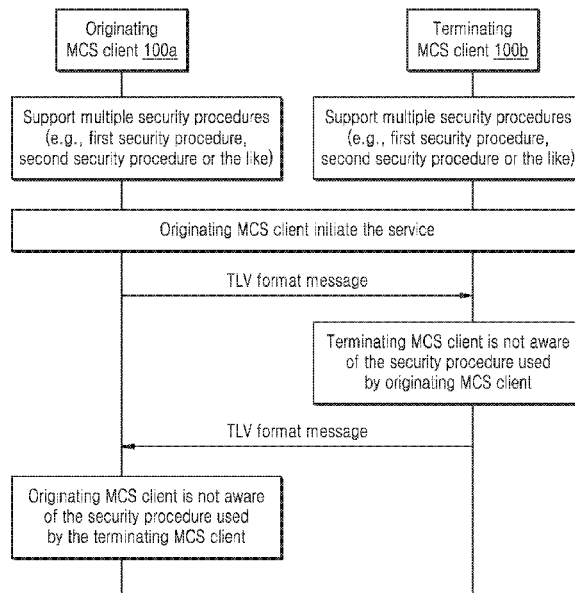 Originating
MCS client 100a
Terminating
MCS client 100b
Support multiple security procedures
(e.g., first security procedure,
second security procedure or the like)
Support multiple security procedures
(e.g., first security procedure,
second security procedure or the like)
Originating MCS client initiate the service
TLV format message
Terminating MCS client is not aware
of the security procedure used
by originating MCS client
TLV format message
Originating MCS client is not aware
of the security procedure used
by the terminating MCS client